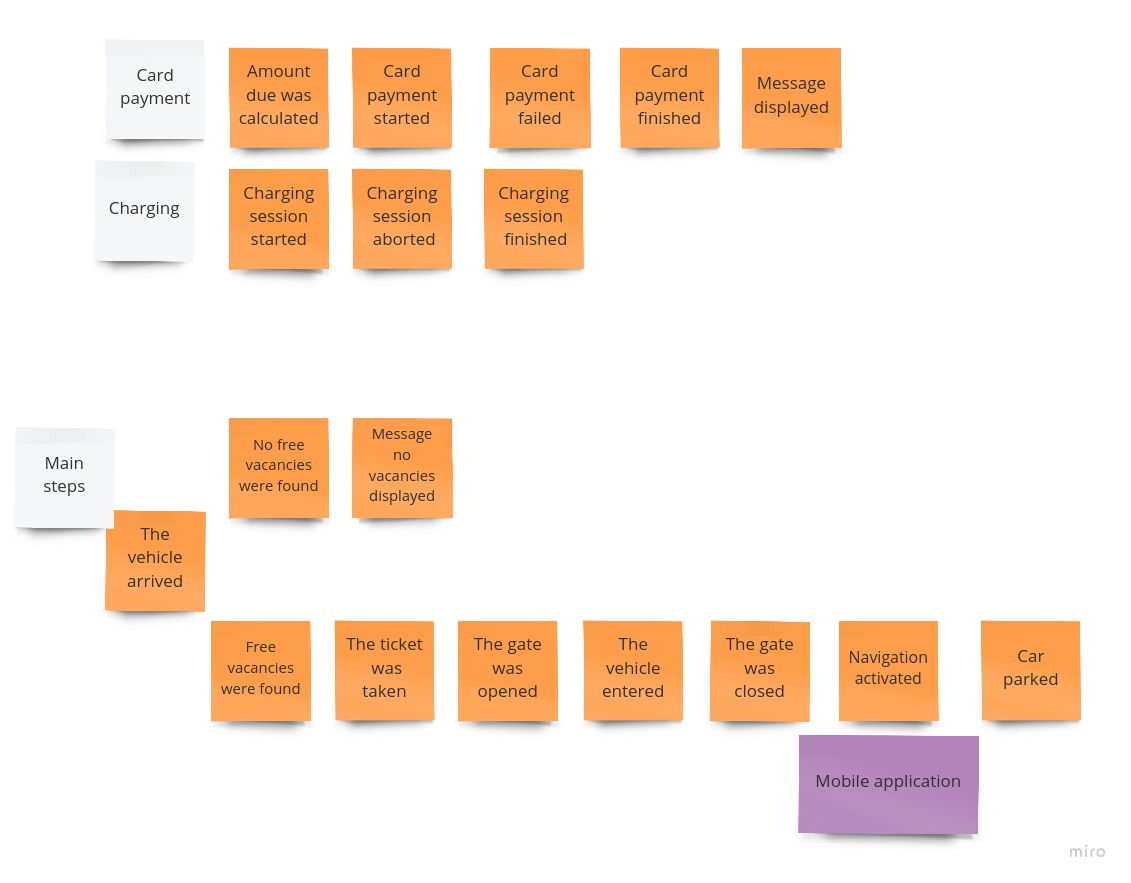 Card
payment
Amount
due was
calculated
Card
payment
started
Card
payment
failed
Card
payment
finished
Message
displayed
Charging
Charging
session
started
Charging
session
aborted
Charging
session
finished
Main
steps
No free
vacancies
were found
Message
no
vacancies
displayed
The
vehicle
arrived
Free
vacancies
were found
The ticket
was
taken
The gate
was
opened
The
vehicle
entered
The gate
was
closed
Navigation
activated
Car
parked
Mobile application
miro